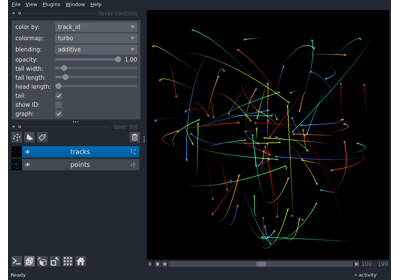 File View Plugins Window Help
layer controls
color by: track_id
colormap: turbo
blending: additive
opacity: 1.00
tail width:
tail length:
head length:
tail:
show ID:
graph:
layer list
tracks
points
100 | 199
Ready
activity